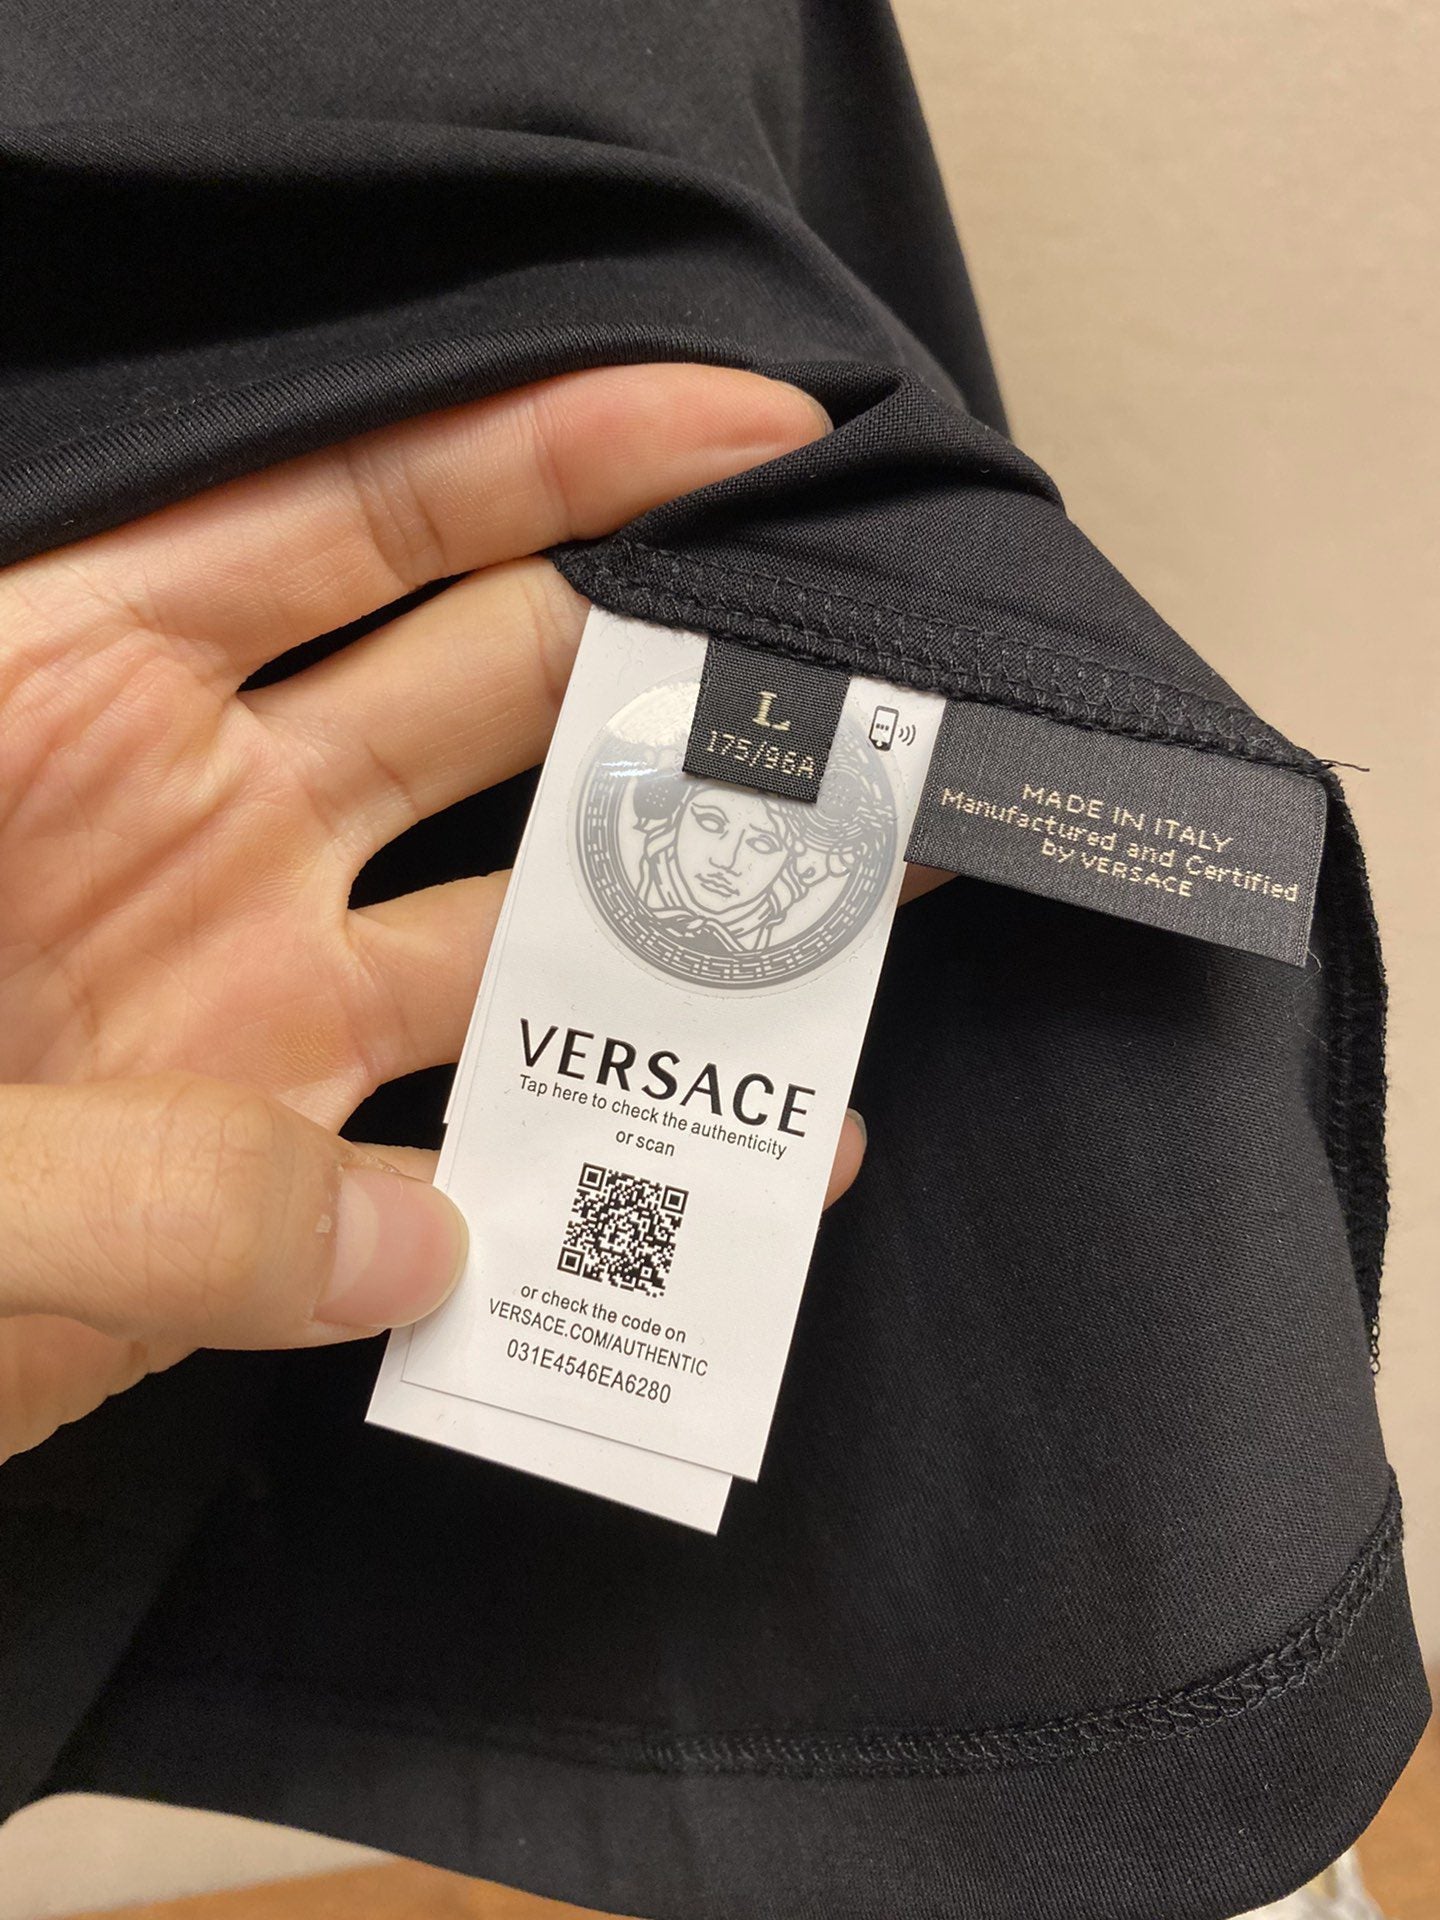 L
175/96A
MADE IN ITALY
Manufactured and Certified
by VERSACE
VERSACE
Tap here to check the authenticity
or scan
or check the code on
VERSACE.COM/AUTHENTIC
031E4546EA6280